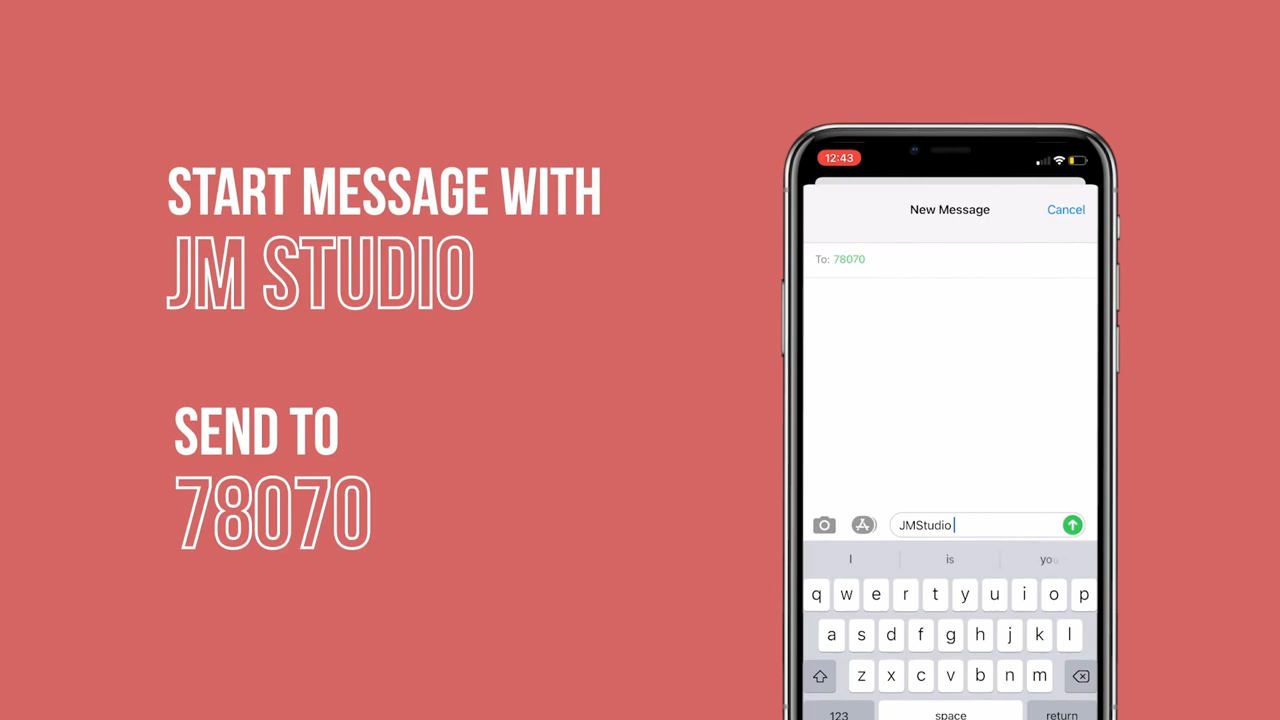 START MESSAGE WITH
JM STUDIO
SEND TO
78070
12:43
New Message
Cancel
To: 78070
JMStudio
I is you
q w e r t y u i o p
a s d f g h j k l
z x c v b n m
123 space return